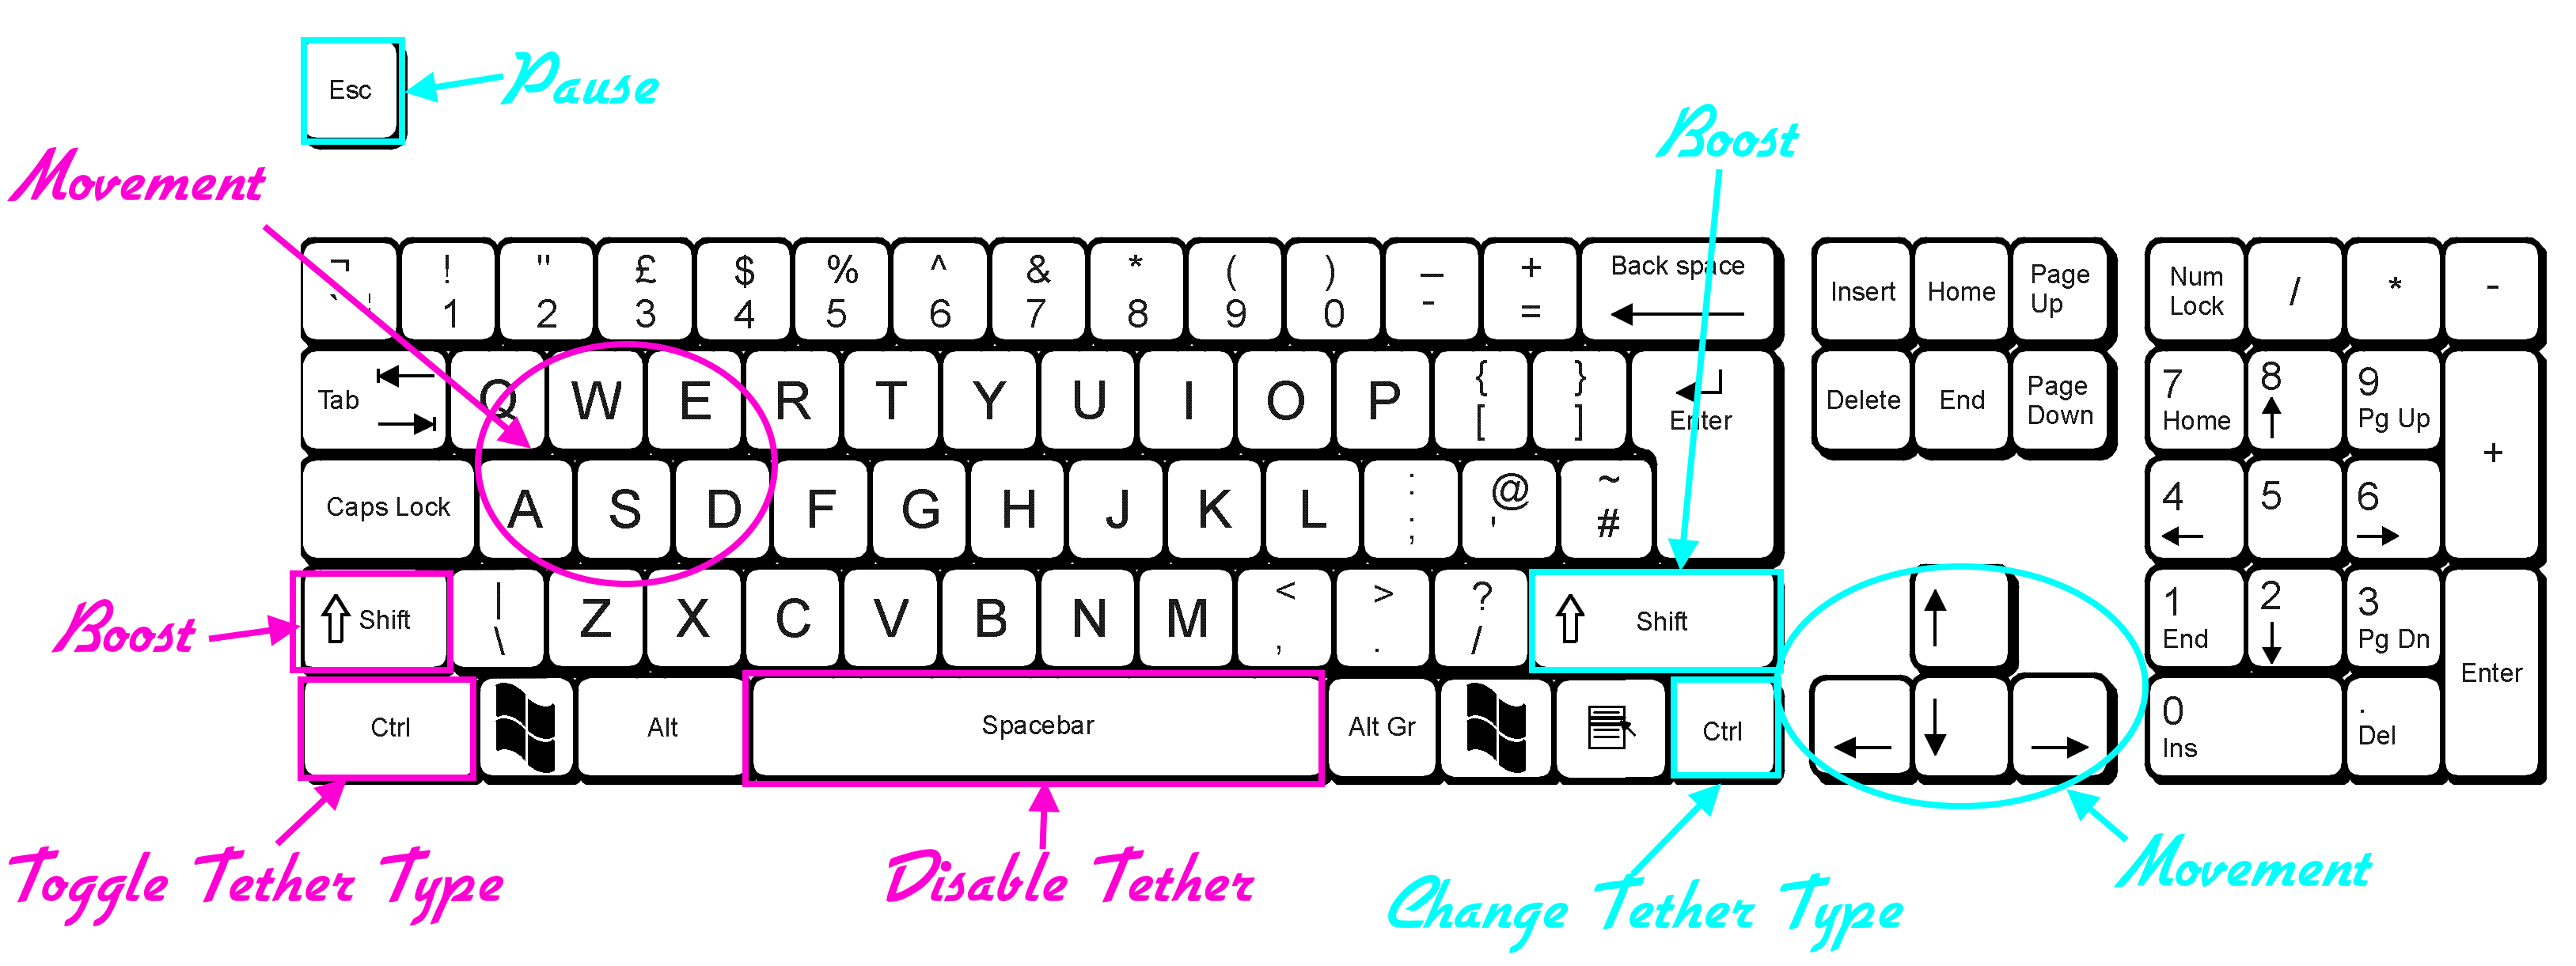 Esc
Pause
Boost
Movement
¬ ! " £ $ % ^ & * ( ) _ + Back space
` ¦ 1 2 3 4 5 6 7 8 9 0 - =
Insert Home Page Up
Num Lock / * -
Tab Q W E R T Y U I O P { [ } ] Enter
Delete End Page Down
7 Home 8 9 Pg Up +
Caps Lock A S D F G H J K L : ; @ ' ~ #
4 5 6
Boost
Shift | \ Z X C V B N M < , > . ? / Shift
1 End 2 3 Pg Dn Enter
Ctrl Alt Spacebar Alt Gr Ctrl
0 Ins . Del
Toggle Tether Type
Disable Tether
Change Tether Type
Movement